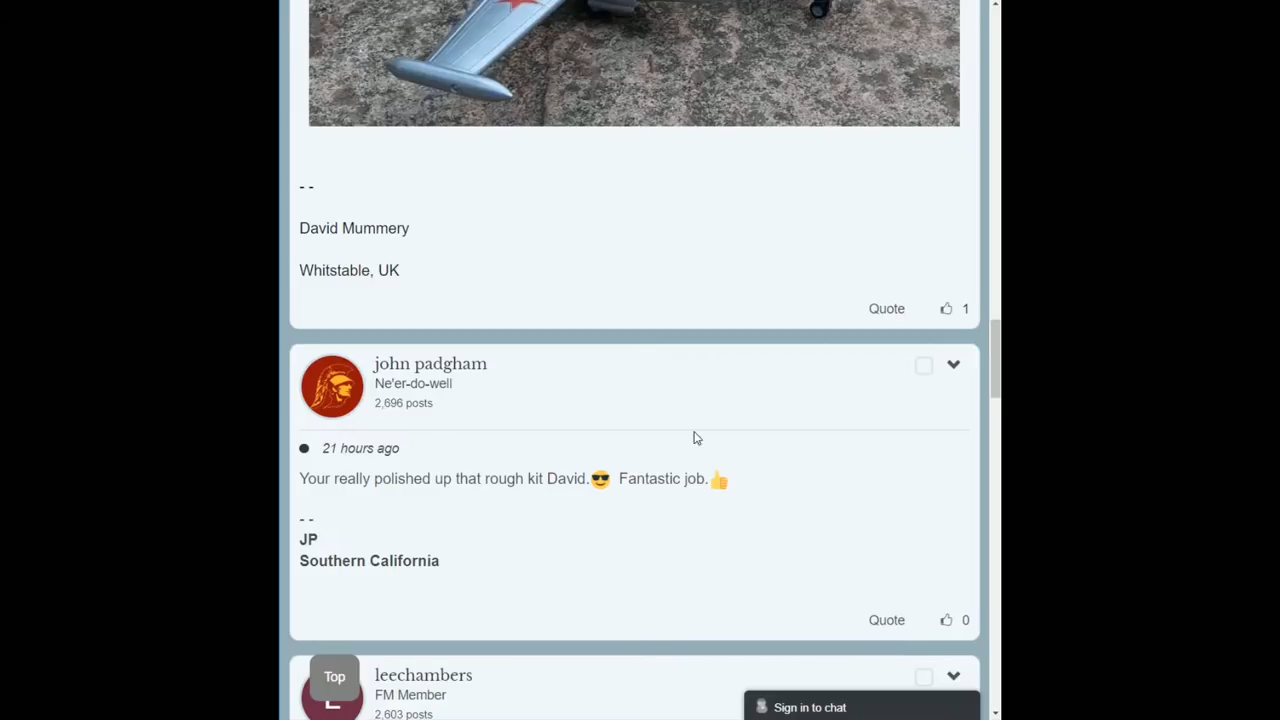 - -
David Mummery
Whitstable, UK
Quote 1
john padgham
Ne'er-do-well
2,696 posts
21 hours ago
Your really polished up that rough kit David.😎 Fantastic job.👍
- -
JP
Southern California
Quote 0
Top
leechambers
FM Member
2,603 posts
Sign in to chat